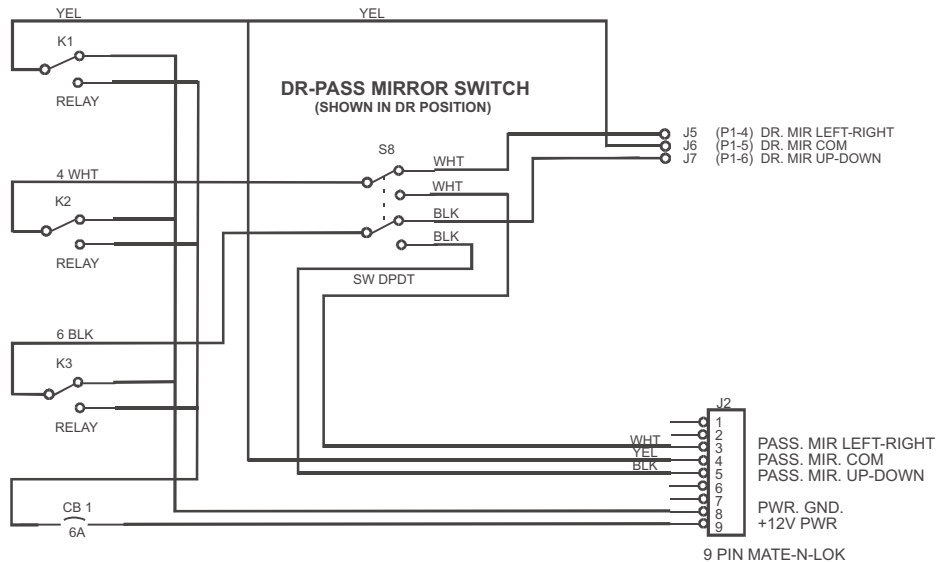 YEL
YEL
K1
RELAY
DR-PASS MIRROR SWITCH
(SHOWN IN DR POSITION)
J5 (P1-4) DR. MIR LEFT-RIGHT
J6 (P1-5) DR. MIR COM
J7 (P1-6) DR. MIR UP-DOWN
S8
WHT
4 WHT
WHT
K2
BLK
BLK
RELAY
SW DPDT
6 BLK
K3
RELAY
J2
1
2
WHT 3 PASS. MIR LEFT-RIGHT
YEL 4 PASS. MIR. COM
BLK 5 PASS. MIR. UP-DOWN
6
7
CB 1
8 PWR. GND.
9 +12V PWR
6A
9 PIN MATE-N-LOK